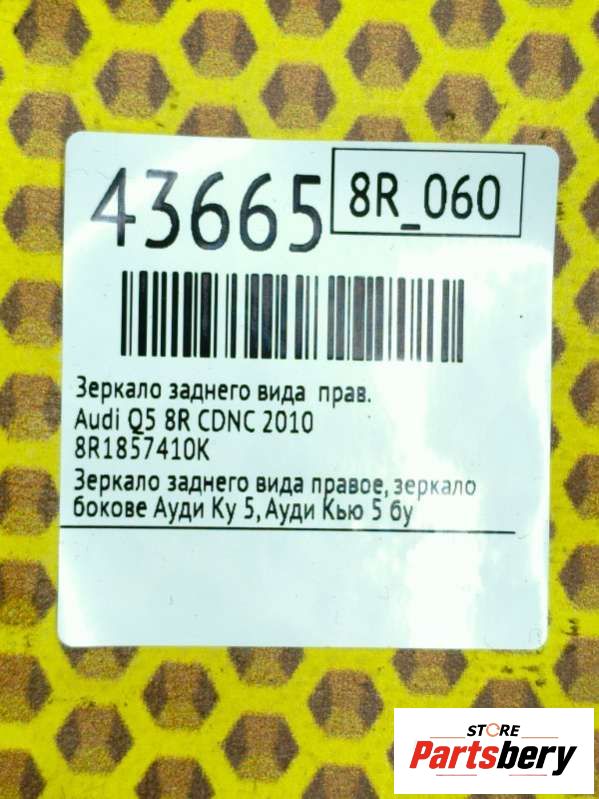 43665
8R_060
Зеркало заднего вида прав.
Audi Q5 8R CDNC 2010
8R1857410K
Зеркало заднего вида правое, зеркало
бокове Ауди Ку 5, Ауди Кью 5 бу
STORE
Partsbery